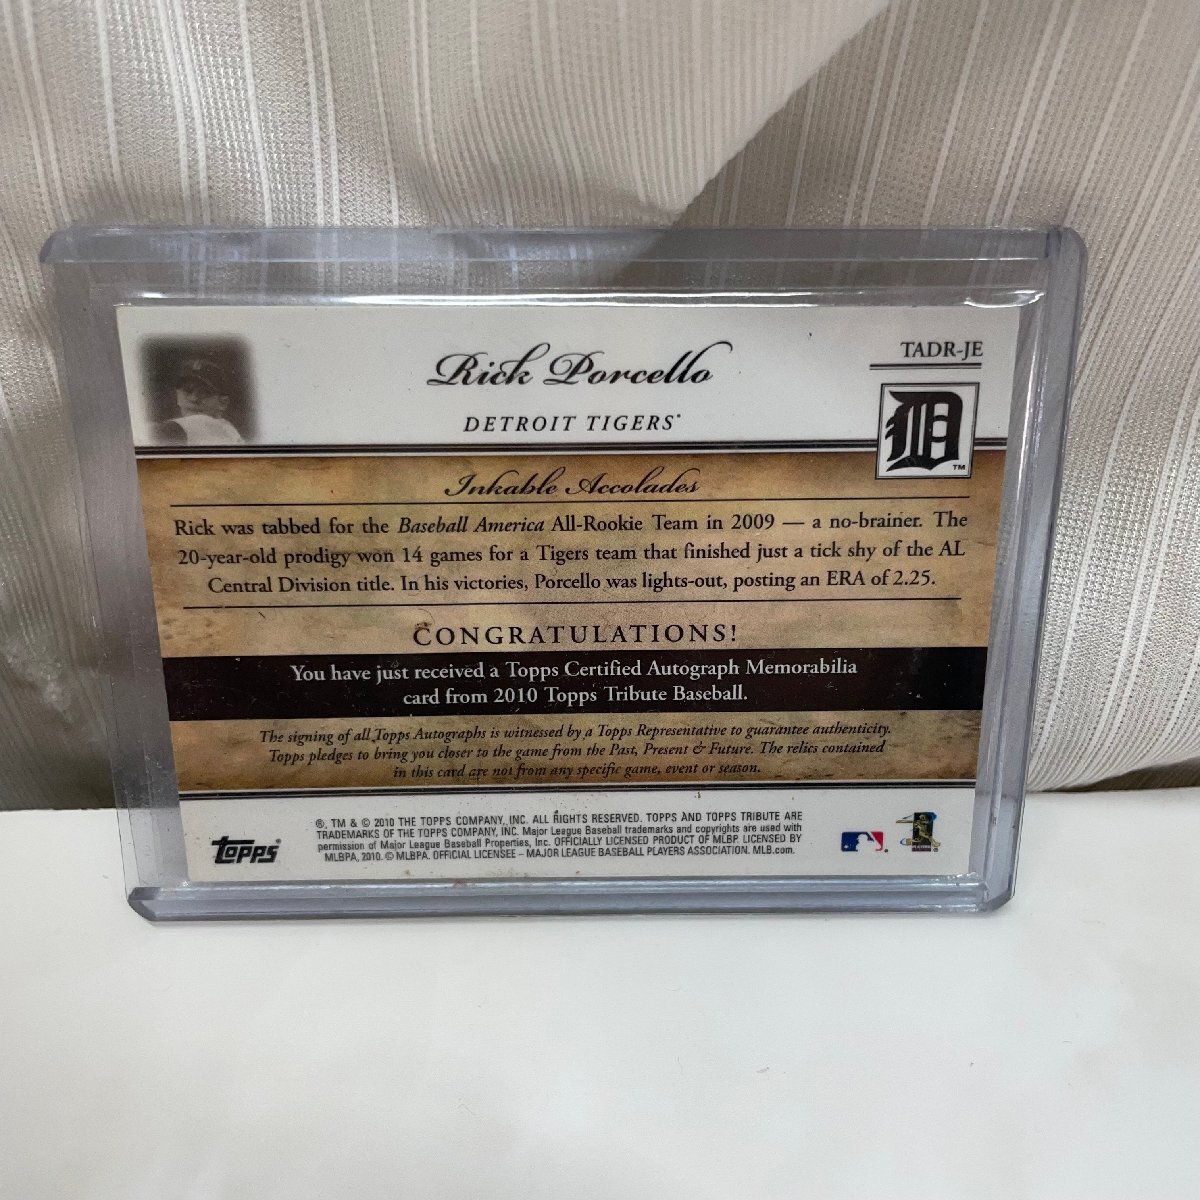 Rick Porcello
TADR-JE
DETROIT TIGERS
D
TM
Inkable Accolades
Rick was tabbed for the Baseball America All-Rookie Team in 2009 — a no-brainer. The
20-year-old prodigy won 14 games for a Tigers team that finished just a tick shy of the AL
Central Division title. In his victories, Porcello was lights-out, posting an ERA of 2.25.
CONGRATULATIONS!
You have just received a Topps Certified Autograph Memorabilia
card from 2010 Topps Tribute Baseball.
The signing of all Topps Autographs is witnessed by a Topps Representative to guarantee authenticity.
Topps pledges to bring you closer to the game from the Past, Present & Future. The relics contained
in this card are not from any specific game, event or season.
®, TM & © 2010 THE TOPPS COMPANY, INC. ALL RIGHTS RESERVED. TOPPS AND TOPPS TRIBUTE ARE
TRADEMARKS OF THE TOPPS COMPANY, INC. Major League Baseball trademarks and copyrights are used with
permission of Major League Baseball Properties, Inc. OFFICIALLY LICENSED PRODUCT OF MLBP. LICENSED BY
MLBPA, 2010. © MLBPA. OFFICIAL LICENSEE – MAJOR LEAGUE BASEBALL PLAYERS ASSOCIATION. MLB.com.
TOPPS